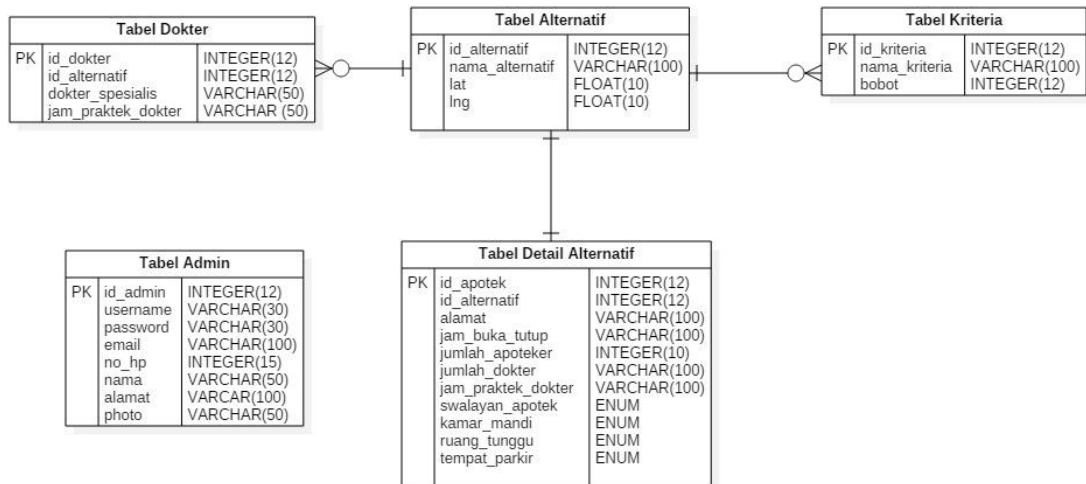 Tabel Dokter
PK id_dokter INTEGER(12)
id_alternatif INTEGER(12)
dokter_spesialis VARCHAR(50)
jam_praktek_dokter VARCHAR (50)
Tabel Alternatif
PK id_alternatif INTEGER(12)
nama_alternatif VARCHAR(100)
lat FLOAT(10)
lng FLOAT(10)
Tabel Kriteria
PK id_kriteria INTEGER(12)
nama_kriteria VARCHAR(100)
bobot INTEGER(12)
Tabel Admin
PK id_admin INTEGER(12)
username VARCHAR(30)
password VARCHAR(30)
email VARCHAR(100)
no_hp INTEGER(15)
nama VARCHAR(50)
alamat VARCAR(100)
photo VARCHAR(50)
Tabel Detail Alternatif
PK id_apotek INTEGER(12)
id_alternatif INTEGER(12)
alamat VARCHAR(100)
jam_buka_tutup VARCHAR(100)
jumlah_apoteker INTEGER(10)
jumlah_dokter VARCHAR(100)
jam_praktek_dokter VARCHAR(100)
swalayan_apotek ENUM
kamar_mandi ENUM
ruang_tunggu ENUM
tempat_parkir ENUM